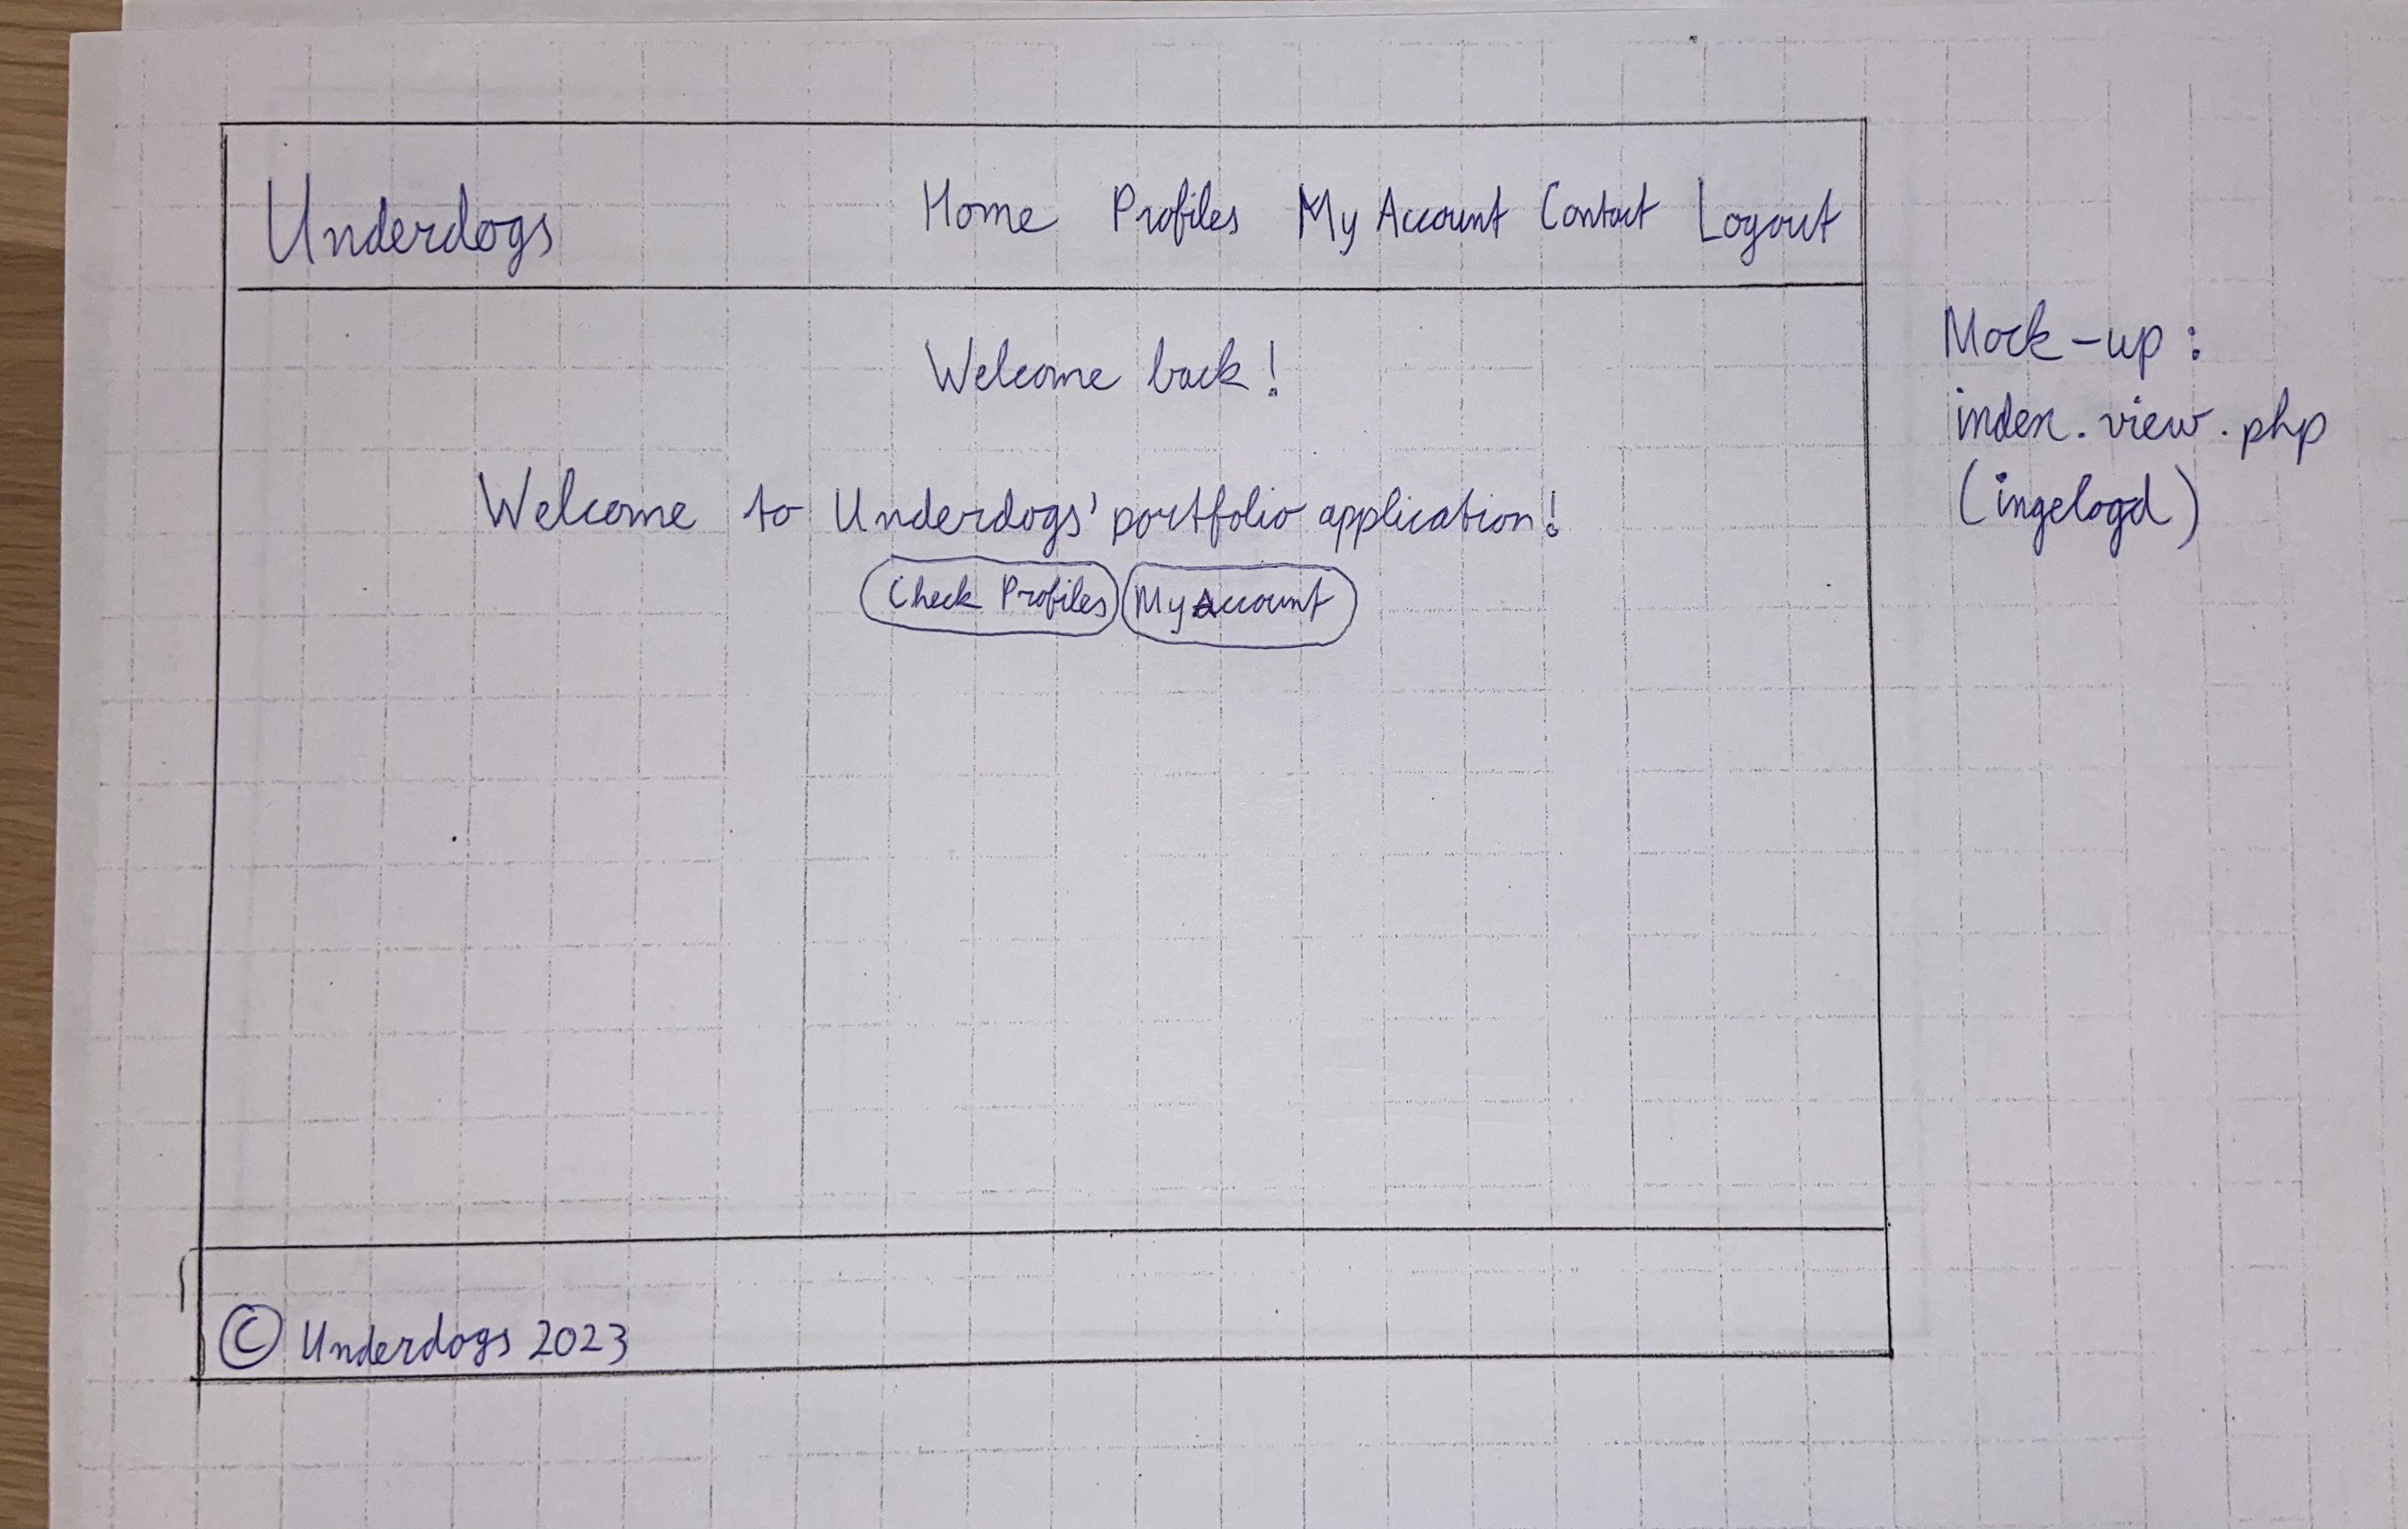 Underdogs Home Profiles My Account Contact Logout
Welcome back!
Welcome to Underdogs' portfolio application!
Check Profiles My Account
© Underdogs 2023
Mock-up:
index.view.php
(ingelogd)